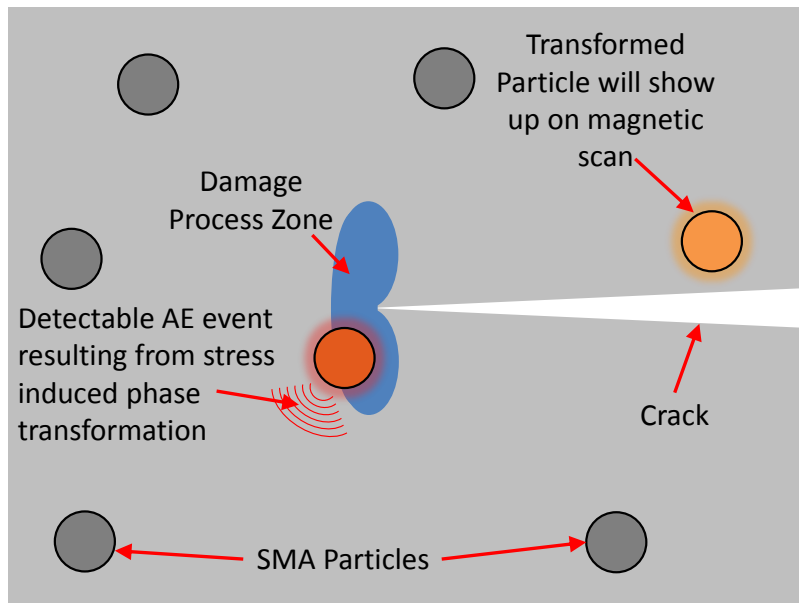 Transformed
Particle will show
up on magnetic
scan
Damage
Process Zone
Detectable AE event
resulting from stress
induced phase
transformation
Crack
SMA Particles